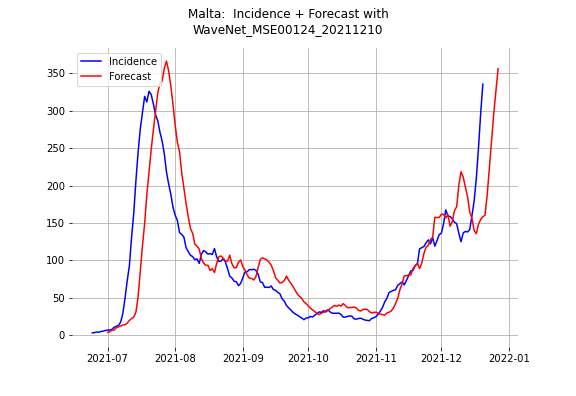 Malta:  Incidence + Forecast with
WaveNet_MSE00124_20211210
Incidence
Forecast
350
300
250
200
150
100
50
0
2021-07 2021-08 2021-09 2021-10 2021-11 2021-12 2022-01